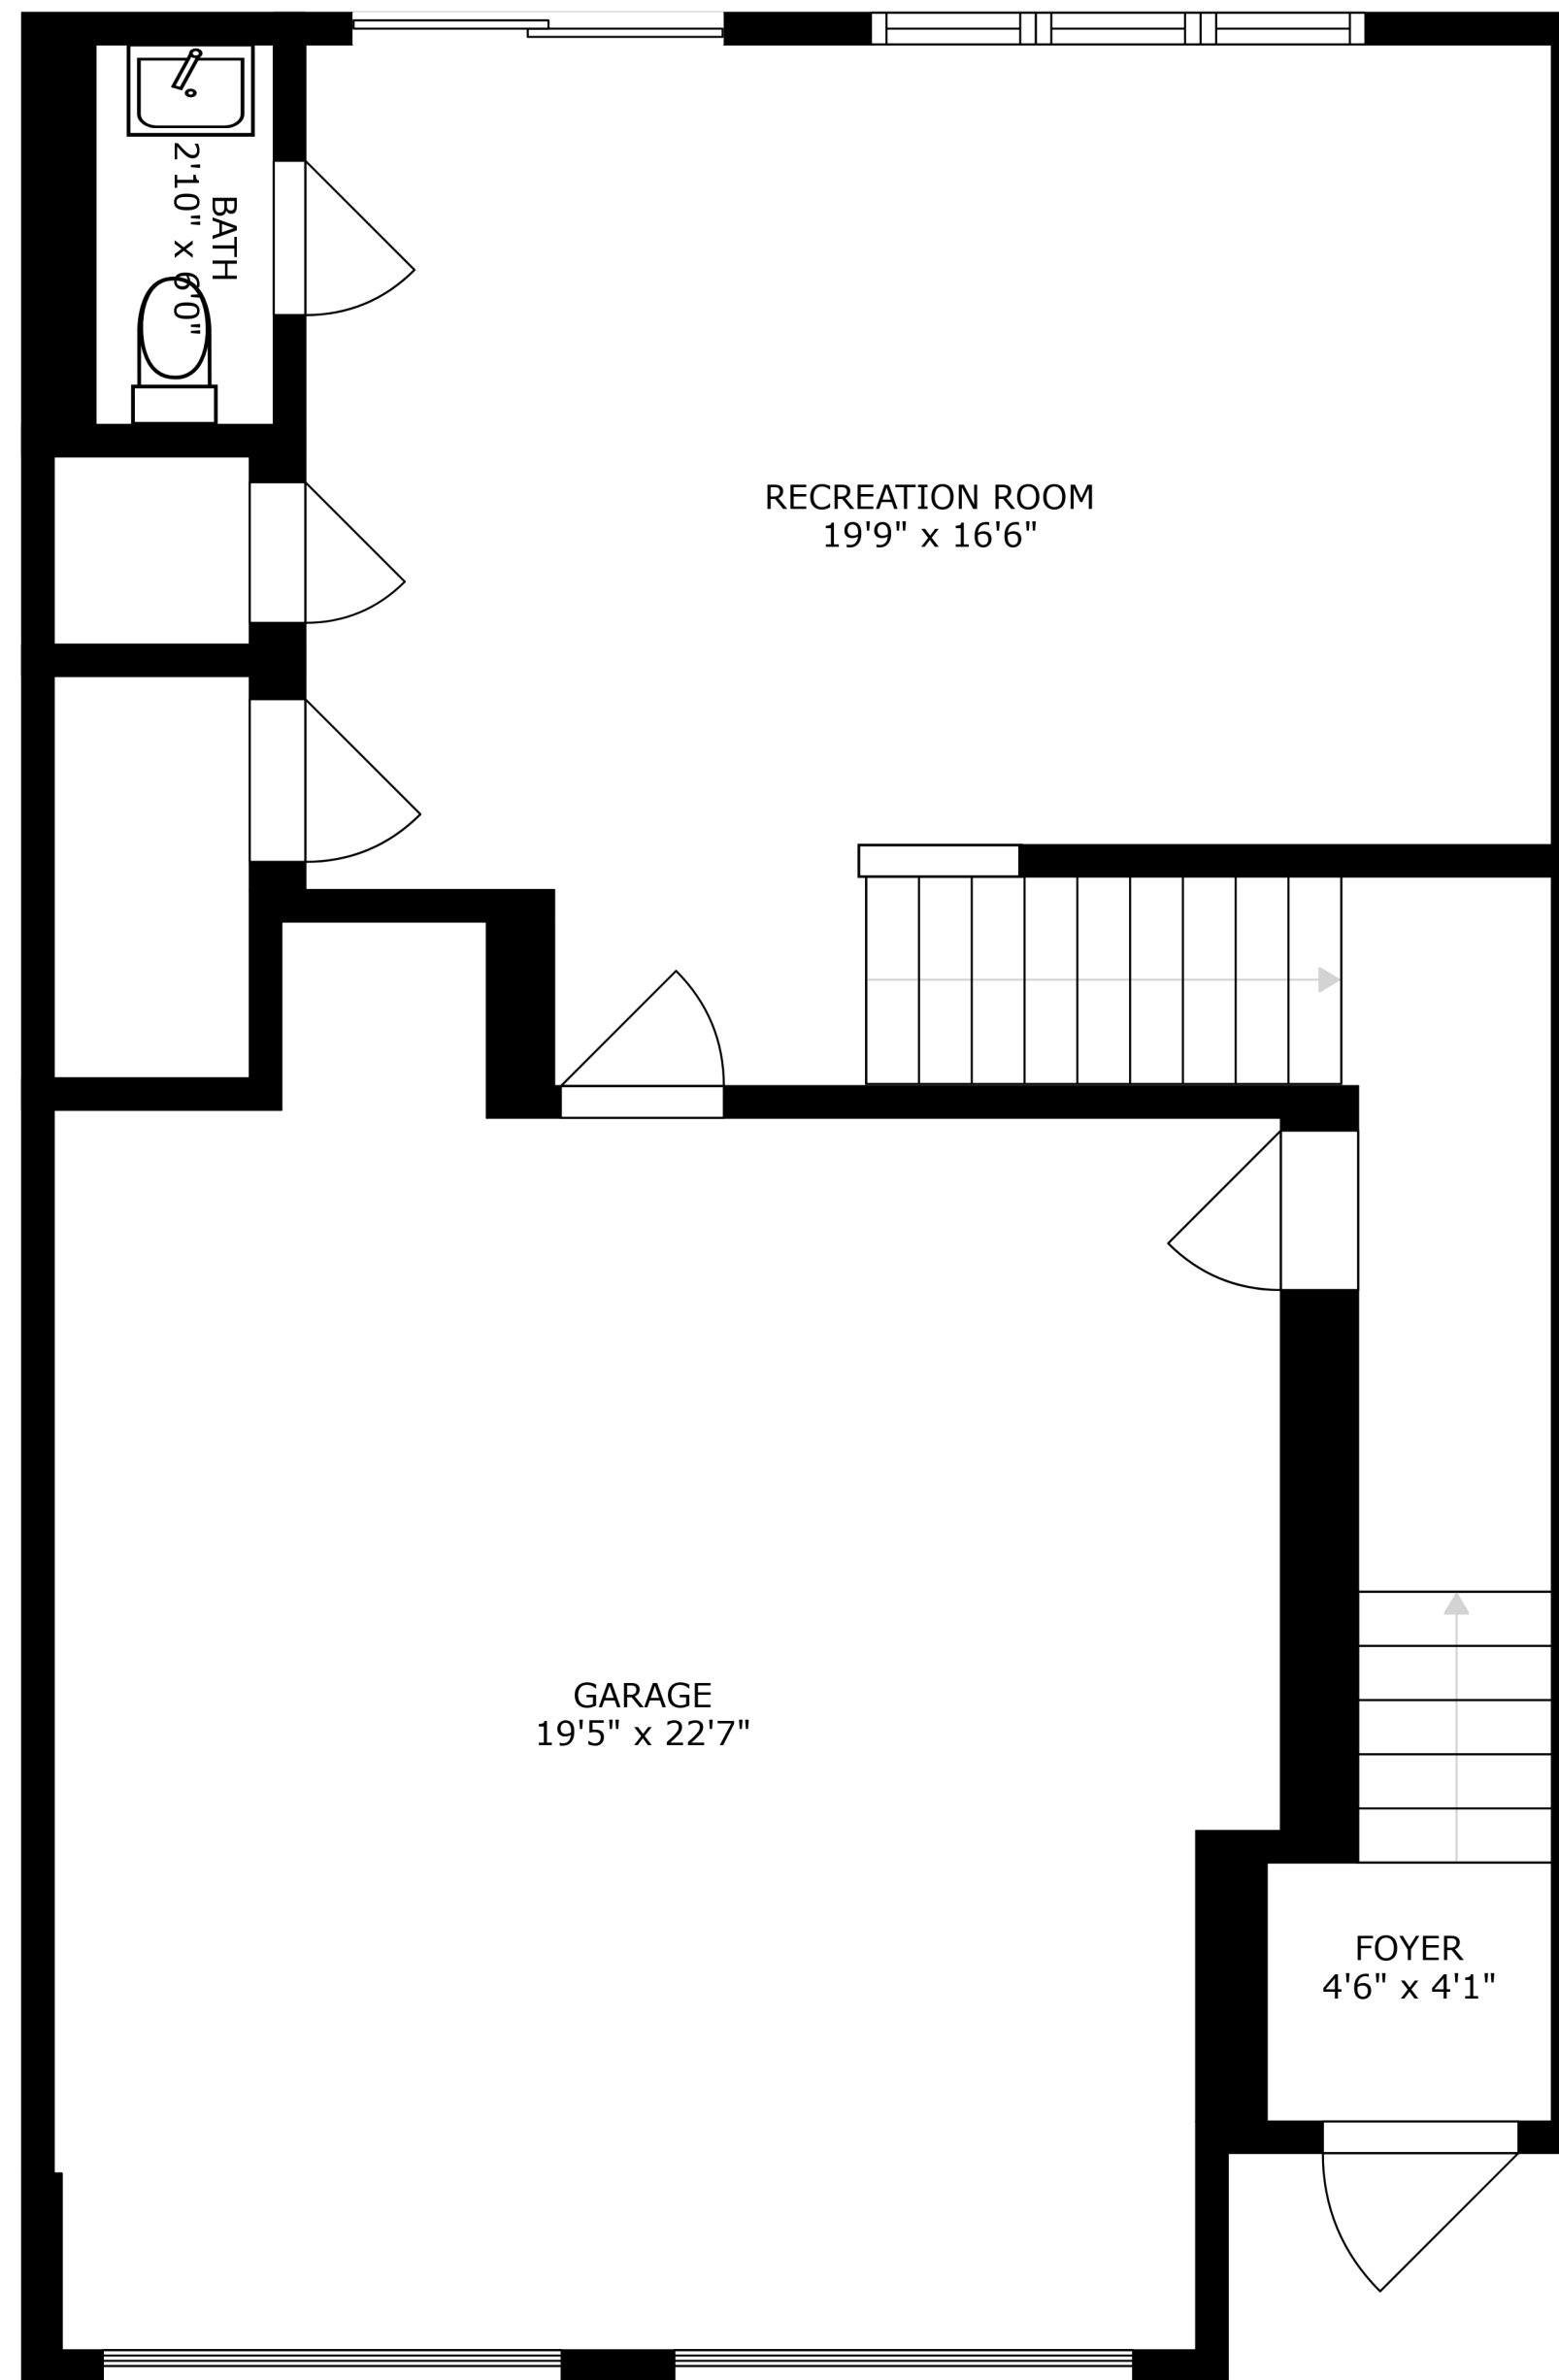 BATH
2'10" x 6'0"
RECREATION ROOM
19'9" x 16'6"
GARAGE
19'5" x 22'7"
FOYER
4'6" x 4'1"